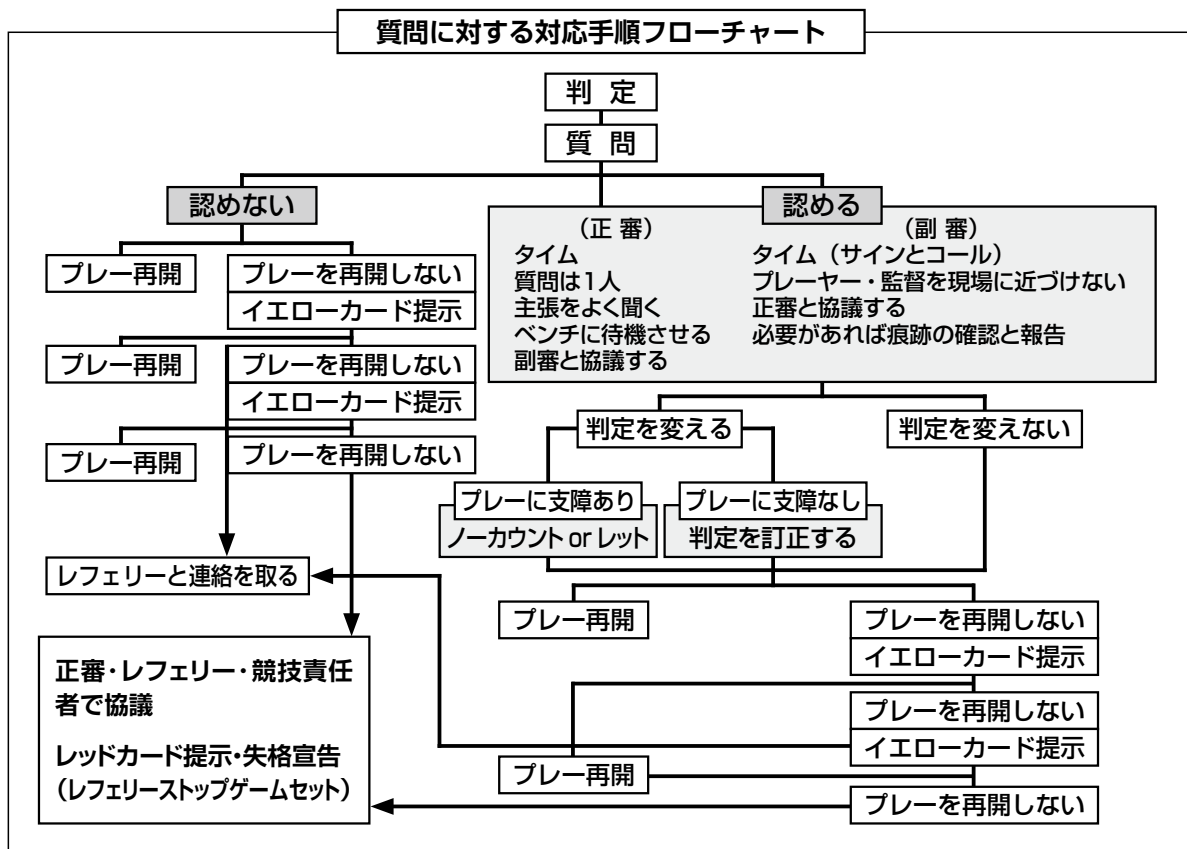 質問に対する対応手順フローチャート
判 定
質 問
認めない
認める
プレー再開
プレーを再開しない
イエローカード提示
プレー再開
プレーを再開しない
イエローカード提示
プレー再開
プレーを再開しない
レフェリーと連絡を取る
正審・レフェリー・競技責任
者で協議
レッドカード提示・失格宣告
（レフェリーストップゲームセット）
（正 審）
タイム
質問は1人
主張をよく聞く
ベンチに待機させる
副審と協議する
（副 審）
タイム（サインとコール）
プレーヤー・監督を現場に近づけない
正審と協議する
必要があれば痕跡の確認と報告
判定を変える
判定を変えない
プレーに支障あり
ノーカウント or レット
プレーに支障なし
判定を訂正する
プレー再開
プレーを再開しない
イエローカード提示
プレーを再開しない
イエローカード提示
プレー再開
プレーを再開しない